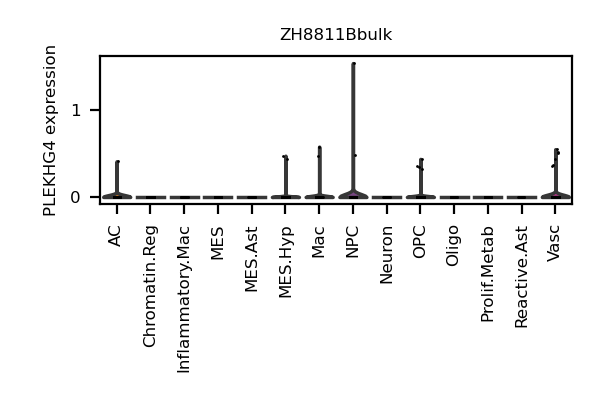 ZH8811Bbulk
PLEKHG4 expression
1
0
AC
Chromatin.Reg
Inflammatory.Mac
MES
MES.Ast
MES.Hyp
Mac
NPC
Neuron
OPC
Oligo
Prolif.Metab
Reactive.Ast
Vasc